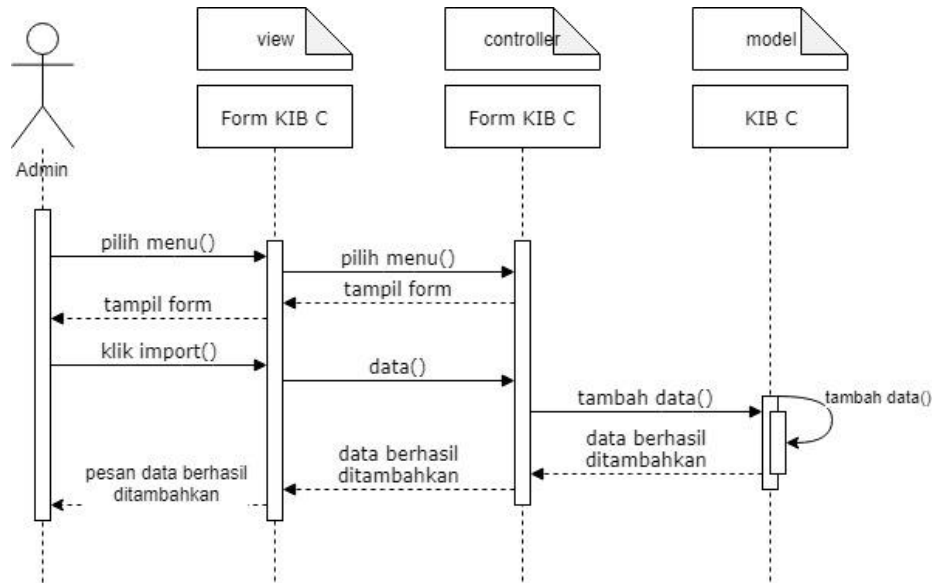 view
controller
model
Form KIB C
Form KIB C
KIB C
Admin
pilih menu()
pilih menu()
tampil form
tampil form
klik import()
data()
tambah data()
tambah data()
data berhasil
ditambahkan
data berhasil
ditambahkan
pesan data berhasil
ditambahkan